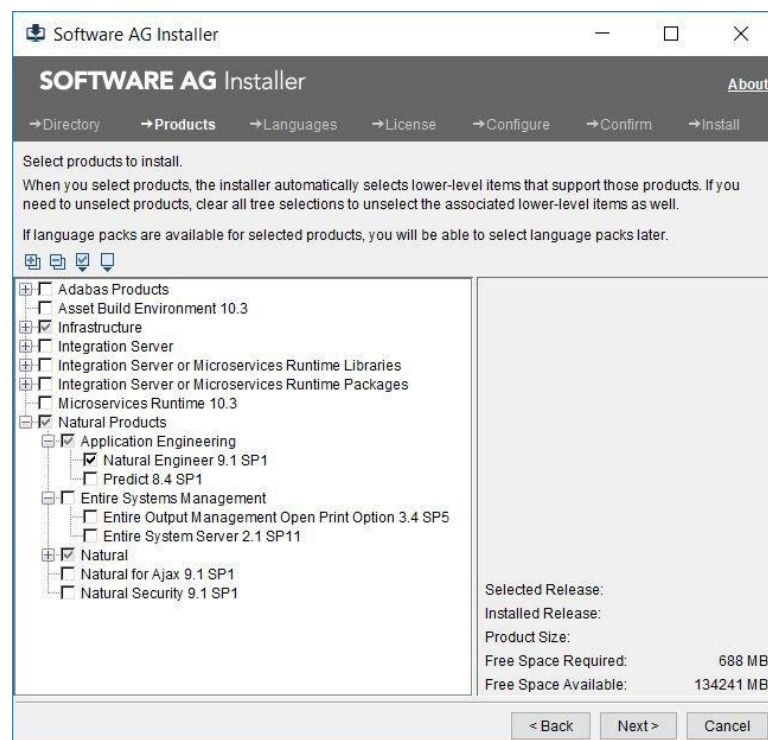 Software AG Installer
SOFTWARE AG Installer
About
→Directory →Products →Languages →License →Configure →Confirm →Install
Select products to install.
When you select products, the installer automatically selects lower-level items that support those products. If you
need to unselect products, clear all tree selections to unselect the associated lower-level items as well.
If language packs are available for selected products, you will be able to select language packs later.
Adabas Products
Asset Build Environment 10.3
Infrastructure
Integration Server
Integration Server or Microservices Runtime Libraries
Integration Server or Microservices Runtime Packages
Microservices Runtime 10.3
Natural Products
Application Engineering
Natural Engineer 9.1 SP1
Predict 8.4 SP1
Entire Systems Management
Entire Output Management Open Print Option 3.4 SP5
Entire System Server 2.1 SP11
Natural
Natural for Ajax 9.1 SP1
Natural Security 9.1 SP1
Selected Release:
Installed Release:
Product Size:
Free Space Required: 688 MB
Free Space Available: 134241 MB
< Back Next > Cancel